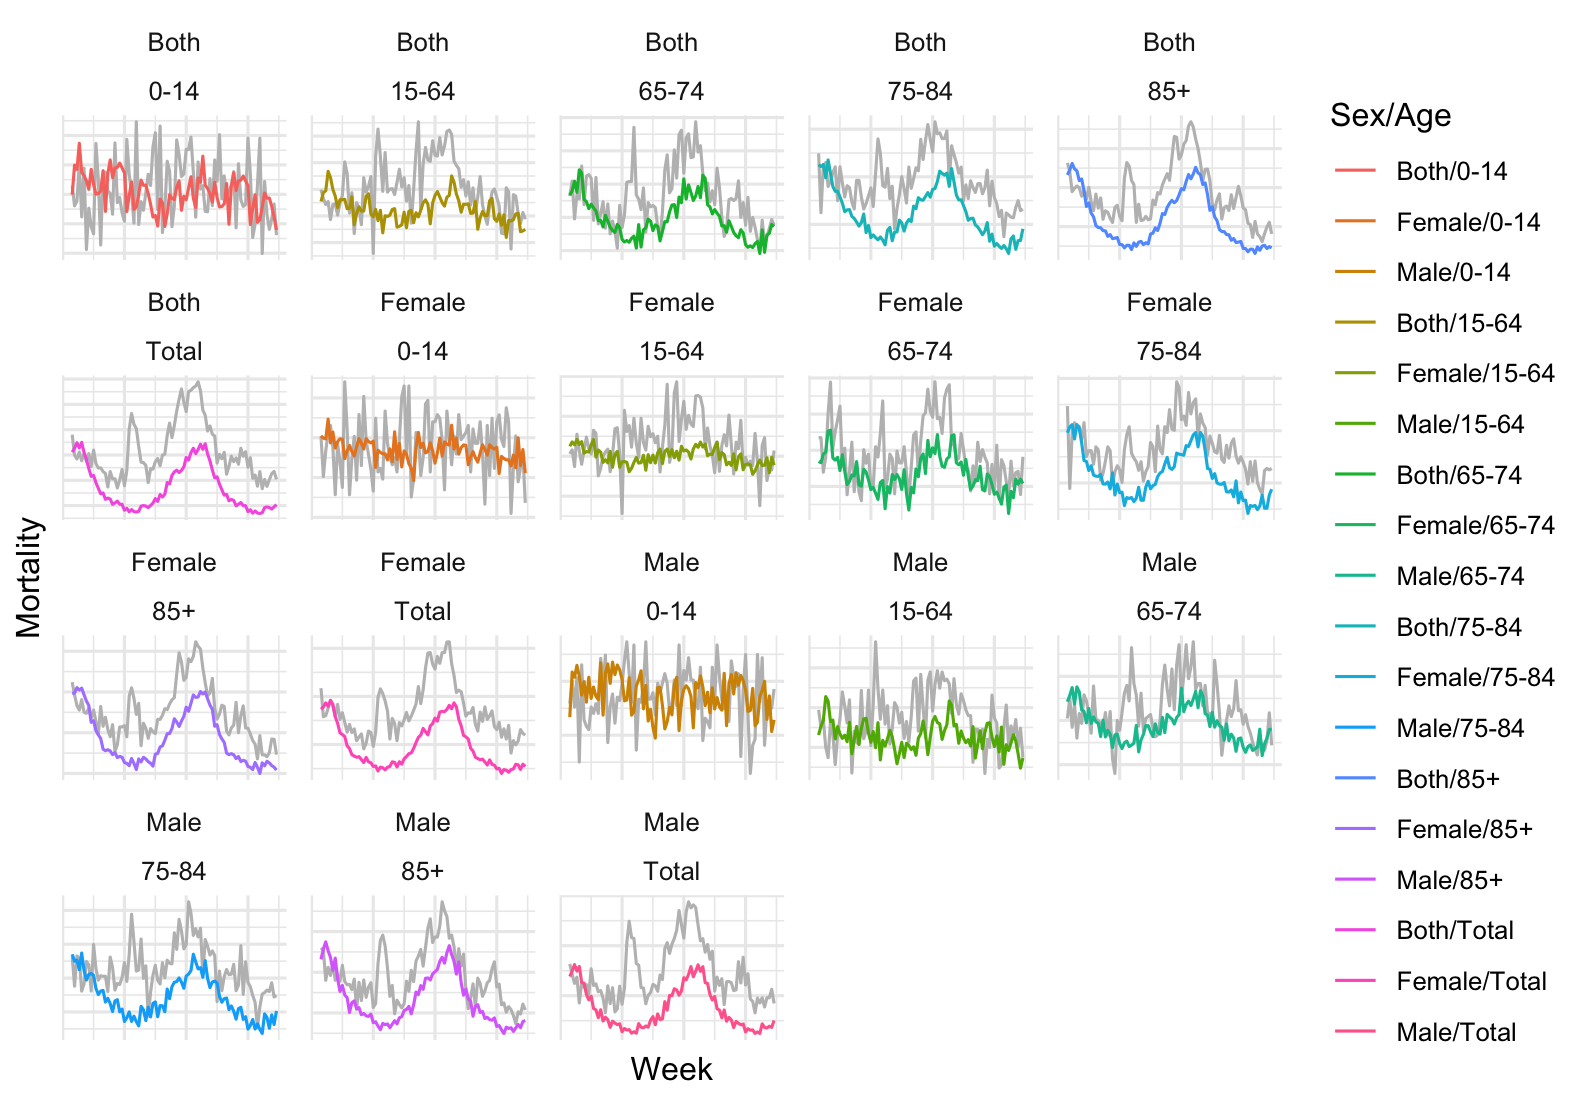 Both
0-14
Both
15-64
Both
65-74
Both
75-84
Both
85+
Both
Total
Female
0-14
Female
15-64
Female
65-74
Female
75-84
Female
85+
Female
Total
Male
0-14
Male
15-64
Male
65-74
Male
75-84
Male
85+
Male
Total
Mortality
Week
Sex/Age
Both/0-14
Female/0-14
Male/0-14
Both/15-64
Female/15-64
Male/15-64
Both/65-74
Female/65-74
Male/65-74
Both/75-84
Female/75-84
Male/75-84
Both/85+
Female/85+
Male/85+
Both/Total
Female/Total
Male/Total